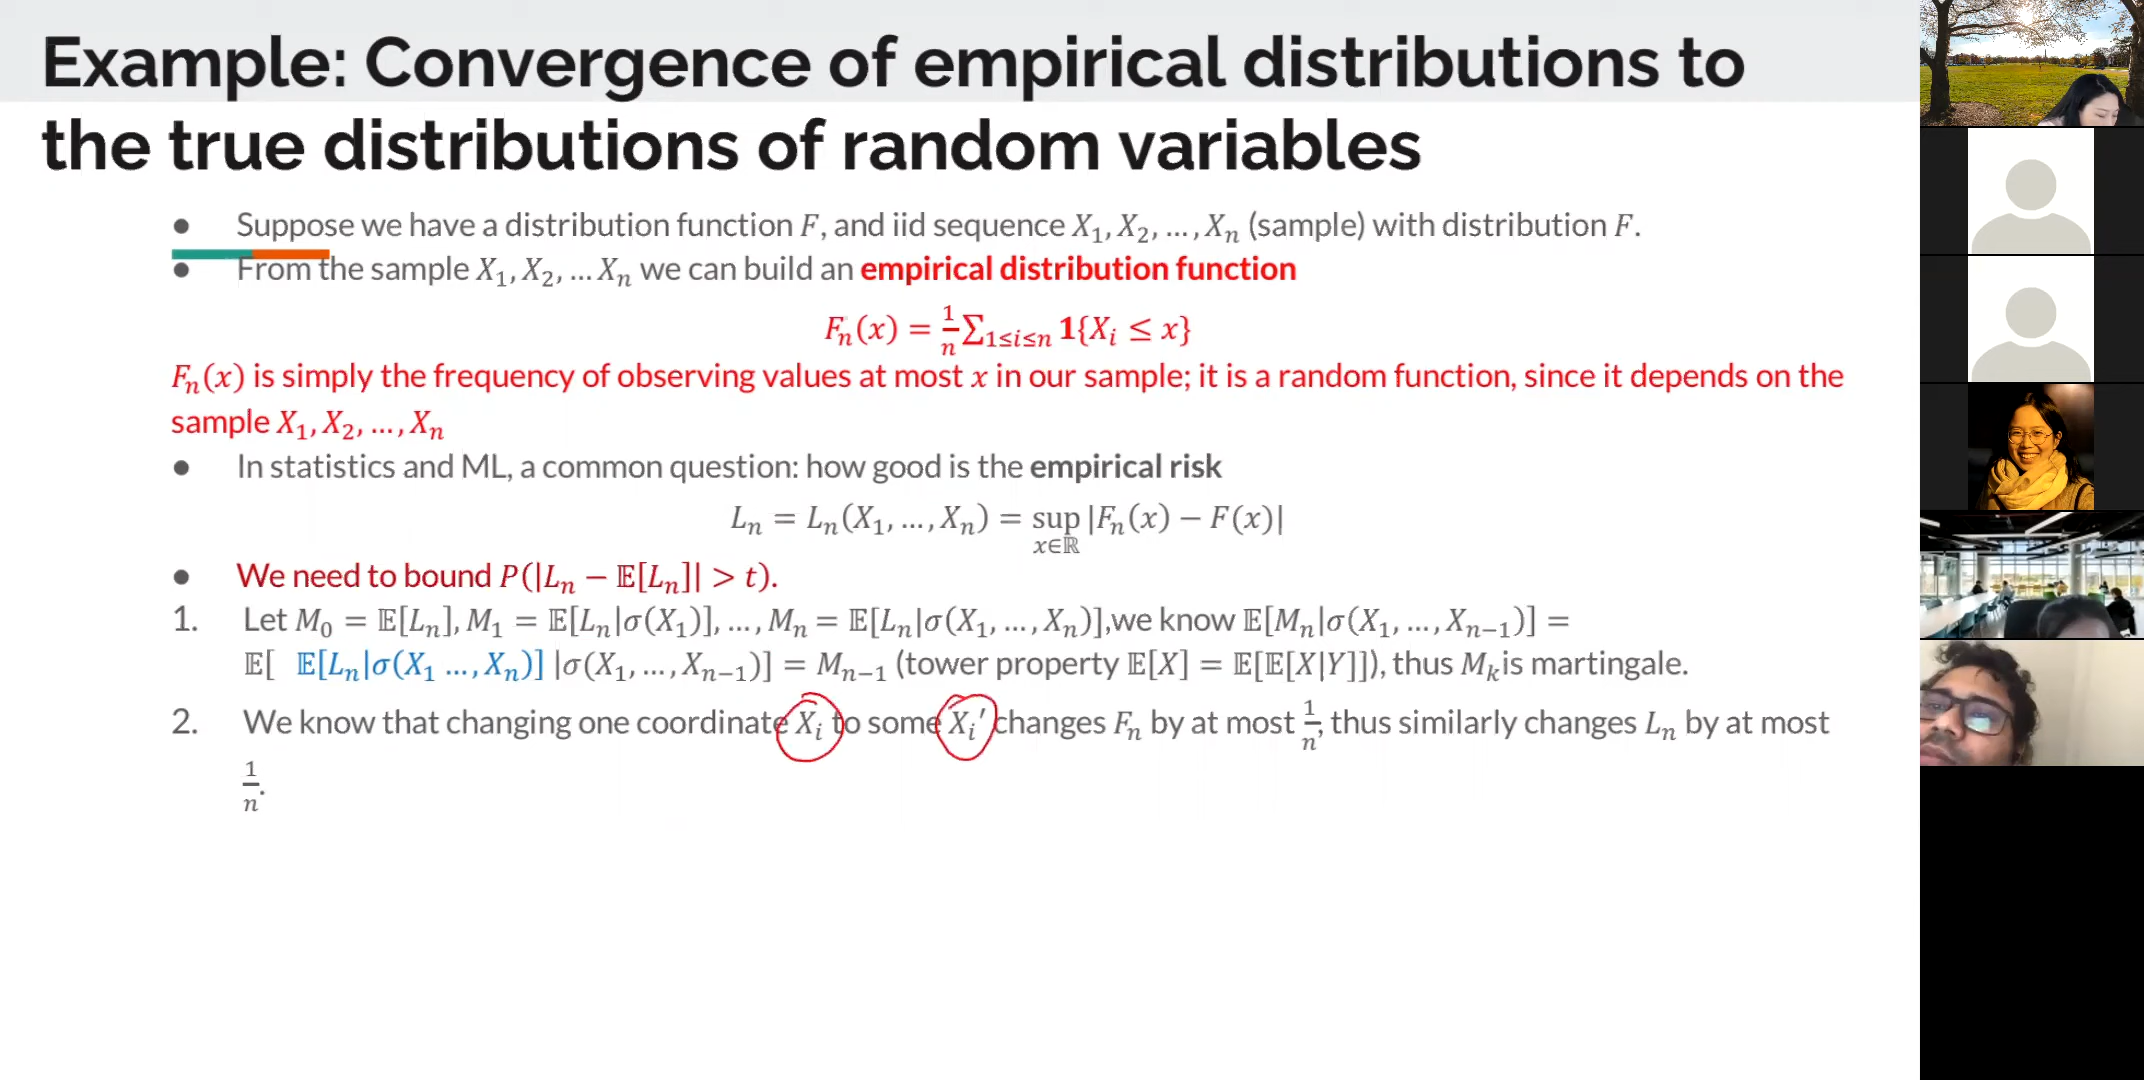 Example: Convergence of empirical distributions to
the true distributions of random variables
● Suppose we have a distribution function F, and iid sequence X₁, X₂, …, Xₙ (sample) with distribution F.
● From the sample X₁, X₂, … Xₙ we can build an empirical distribution function
Fₙ(x) = 1/n ∑_{1≤i≤n} 𝟏{Xᵢ ≤ x}
Fₙ(x) is simply the frequency of observing values at most x in our sample; it is a random function, since it depends on the
sample X₁, X₂, …, Xₙ
● In statistics and ML, a common question: how good is the empirical risk
Lₙ = Lₙ(X₁, …, Xₙ) = sup_{x∈ℝ} |Fₙ(x) − F(x)|
● We need to bound P(|Lₙ − 𝔼[Lₙ]| > t).
1. Let M₀ = 𝔼[Lₙ], M₁ = 𝔼[Lₙ|σ(X₁)], …, Mₙ = 𝔼[Lₙ|σ(X₁, …, Xₙ)],we know 𝔼[Mₙ|σ(X₁, …, Xₙ₋₁)] =
𝔼[ 𝔼[Lₙ|σ(X₁ …, Xₙ)] |σ(X₁, …, Xₙ₋₁)] = Mₙ₋₁ (tower property 𝔼[X] = 𝔼[𝔼[X|Y]]), thus Mₖis martingale.
2. We know that changing one coordinate Xᵢ to some Xᵢ′ changes Fₙ by at most 1/n, thus similarly changes Lₙ by at most
1/n.